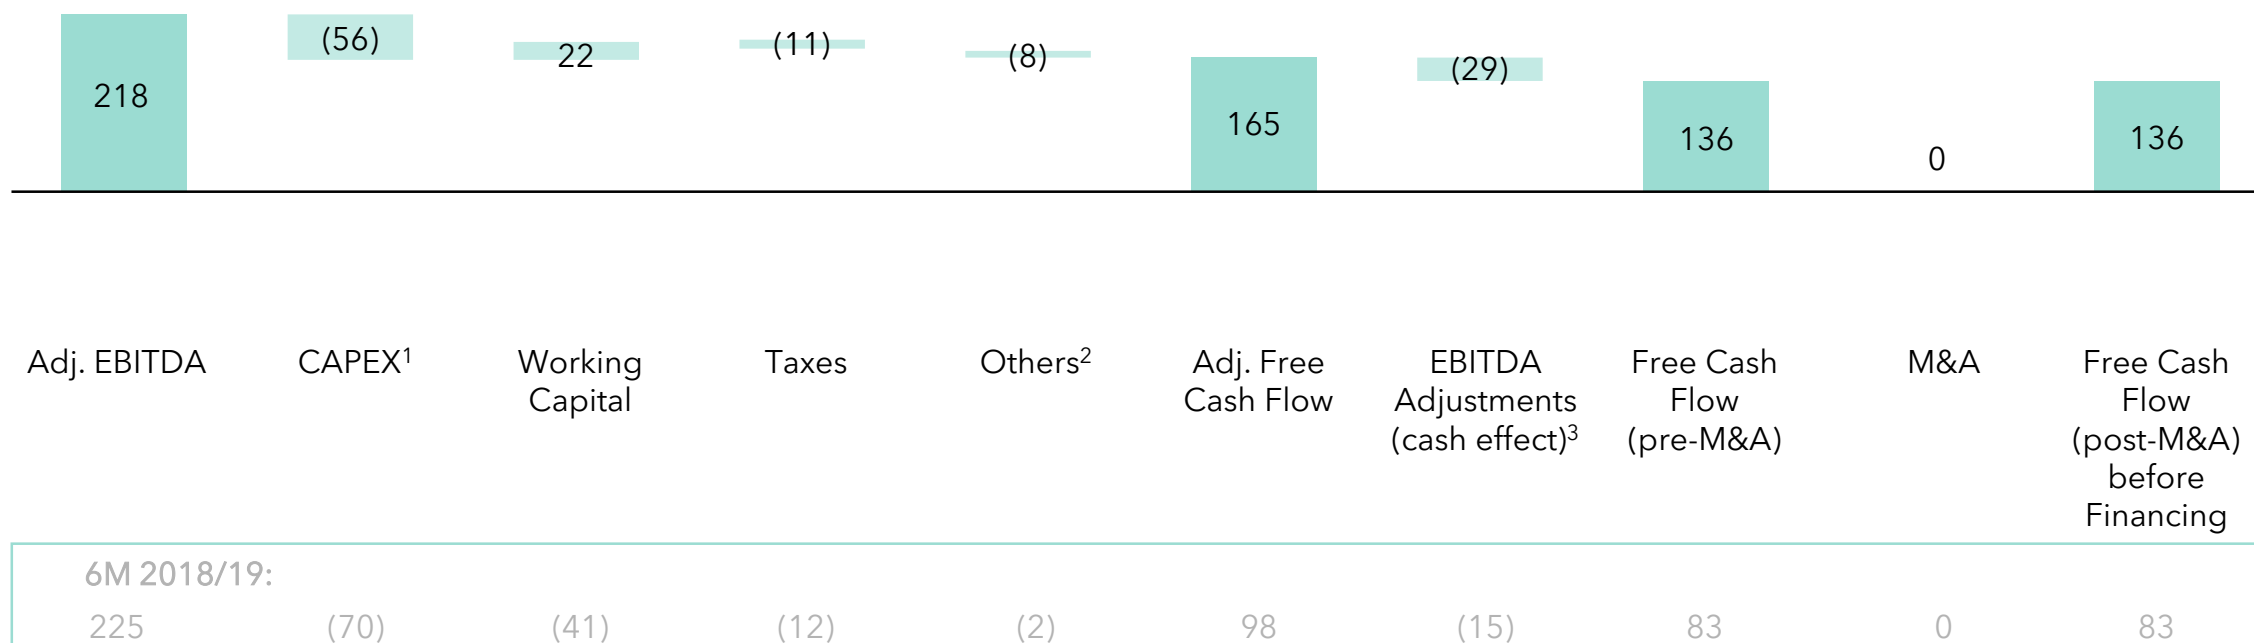 218
(56)
22
(11)
(8)
165
(29)
136
0
136
Adj. EBITDA
CAPEX¹
Working
Capital
Taxes
Others²
Adj. Free
Cash Flow
EBITDA
Adjustments
(cash effect)³
Free Cash
Flow
(pre-M&A)
M&A
Free Cash
Flow
(post-M&A)
before
Financing
6M 2018/19:
225 (70) (41) (12) (2) 98 (15) 83 0 83